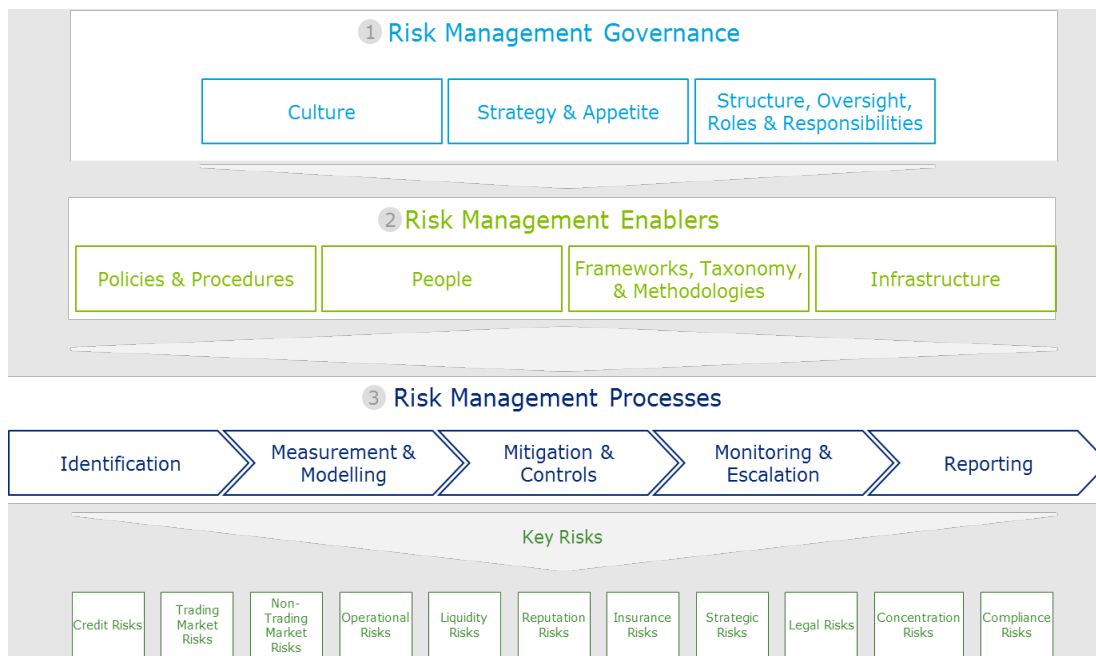 1 Risk Management Governance
Culture
Strategy & Appetite
Structure, Oversight,
Roles & Responsibilities
2 Risk Management Enablers
Policies & Procedures
People
Frameworks, Taxonomy,
& Methodologies
Infrastructure
3 Risk Management Processes
Identification
Measurement &
Modelling
Mitigation &
Controls
Monitoring &
Escalation
Reporting
Key Risks
Credit Risks
Trading
Market
Risks
Non-
Trading
Market
Risks
Operational
Risks
Liquidity
Risks
Reputation
Risks
Insurance
Risks
Strategic
Risks
Legal Risks
Concentration
Risks
Compliance
Risks